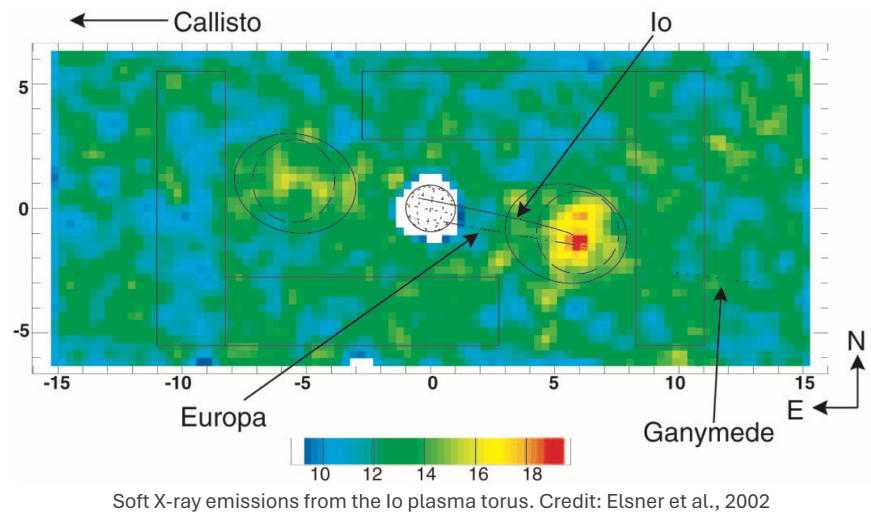 Callisto
Io
5
0
-5
-15
-10
-5
0
5
10
15
N
E
Europa
Ganymede
10
12
14
16
18
Soft X-ray emissions from the Io plasma torus. Credit: Elsner et al., 2002